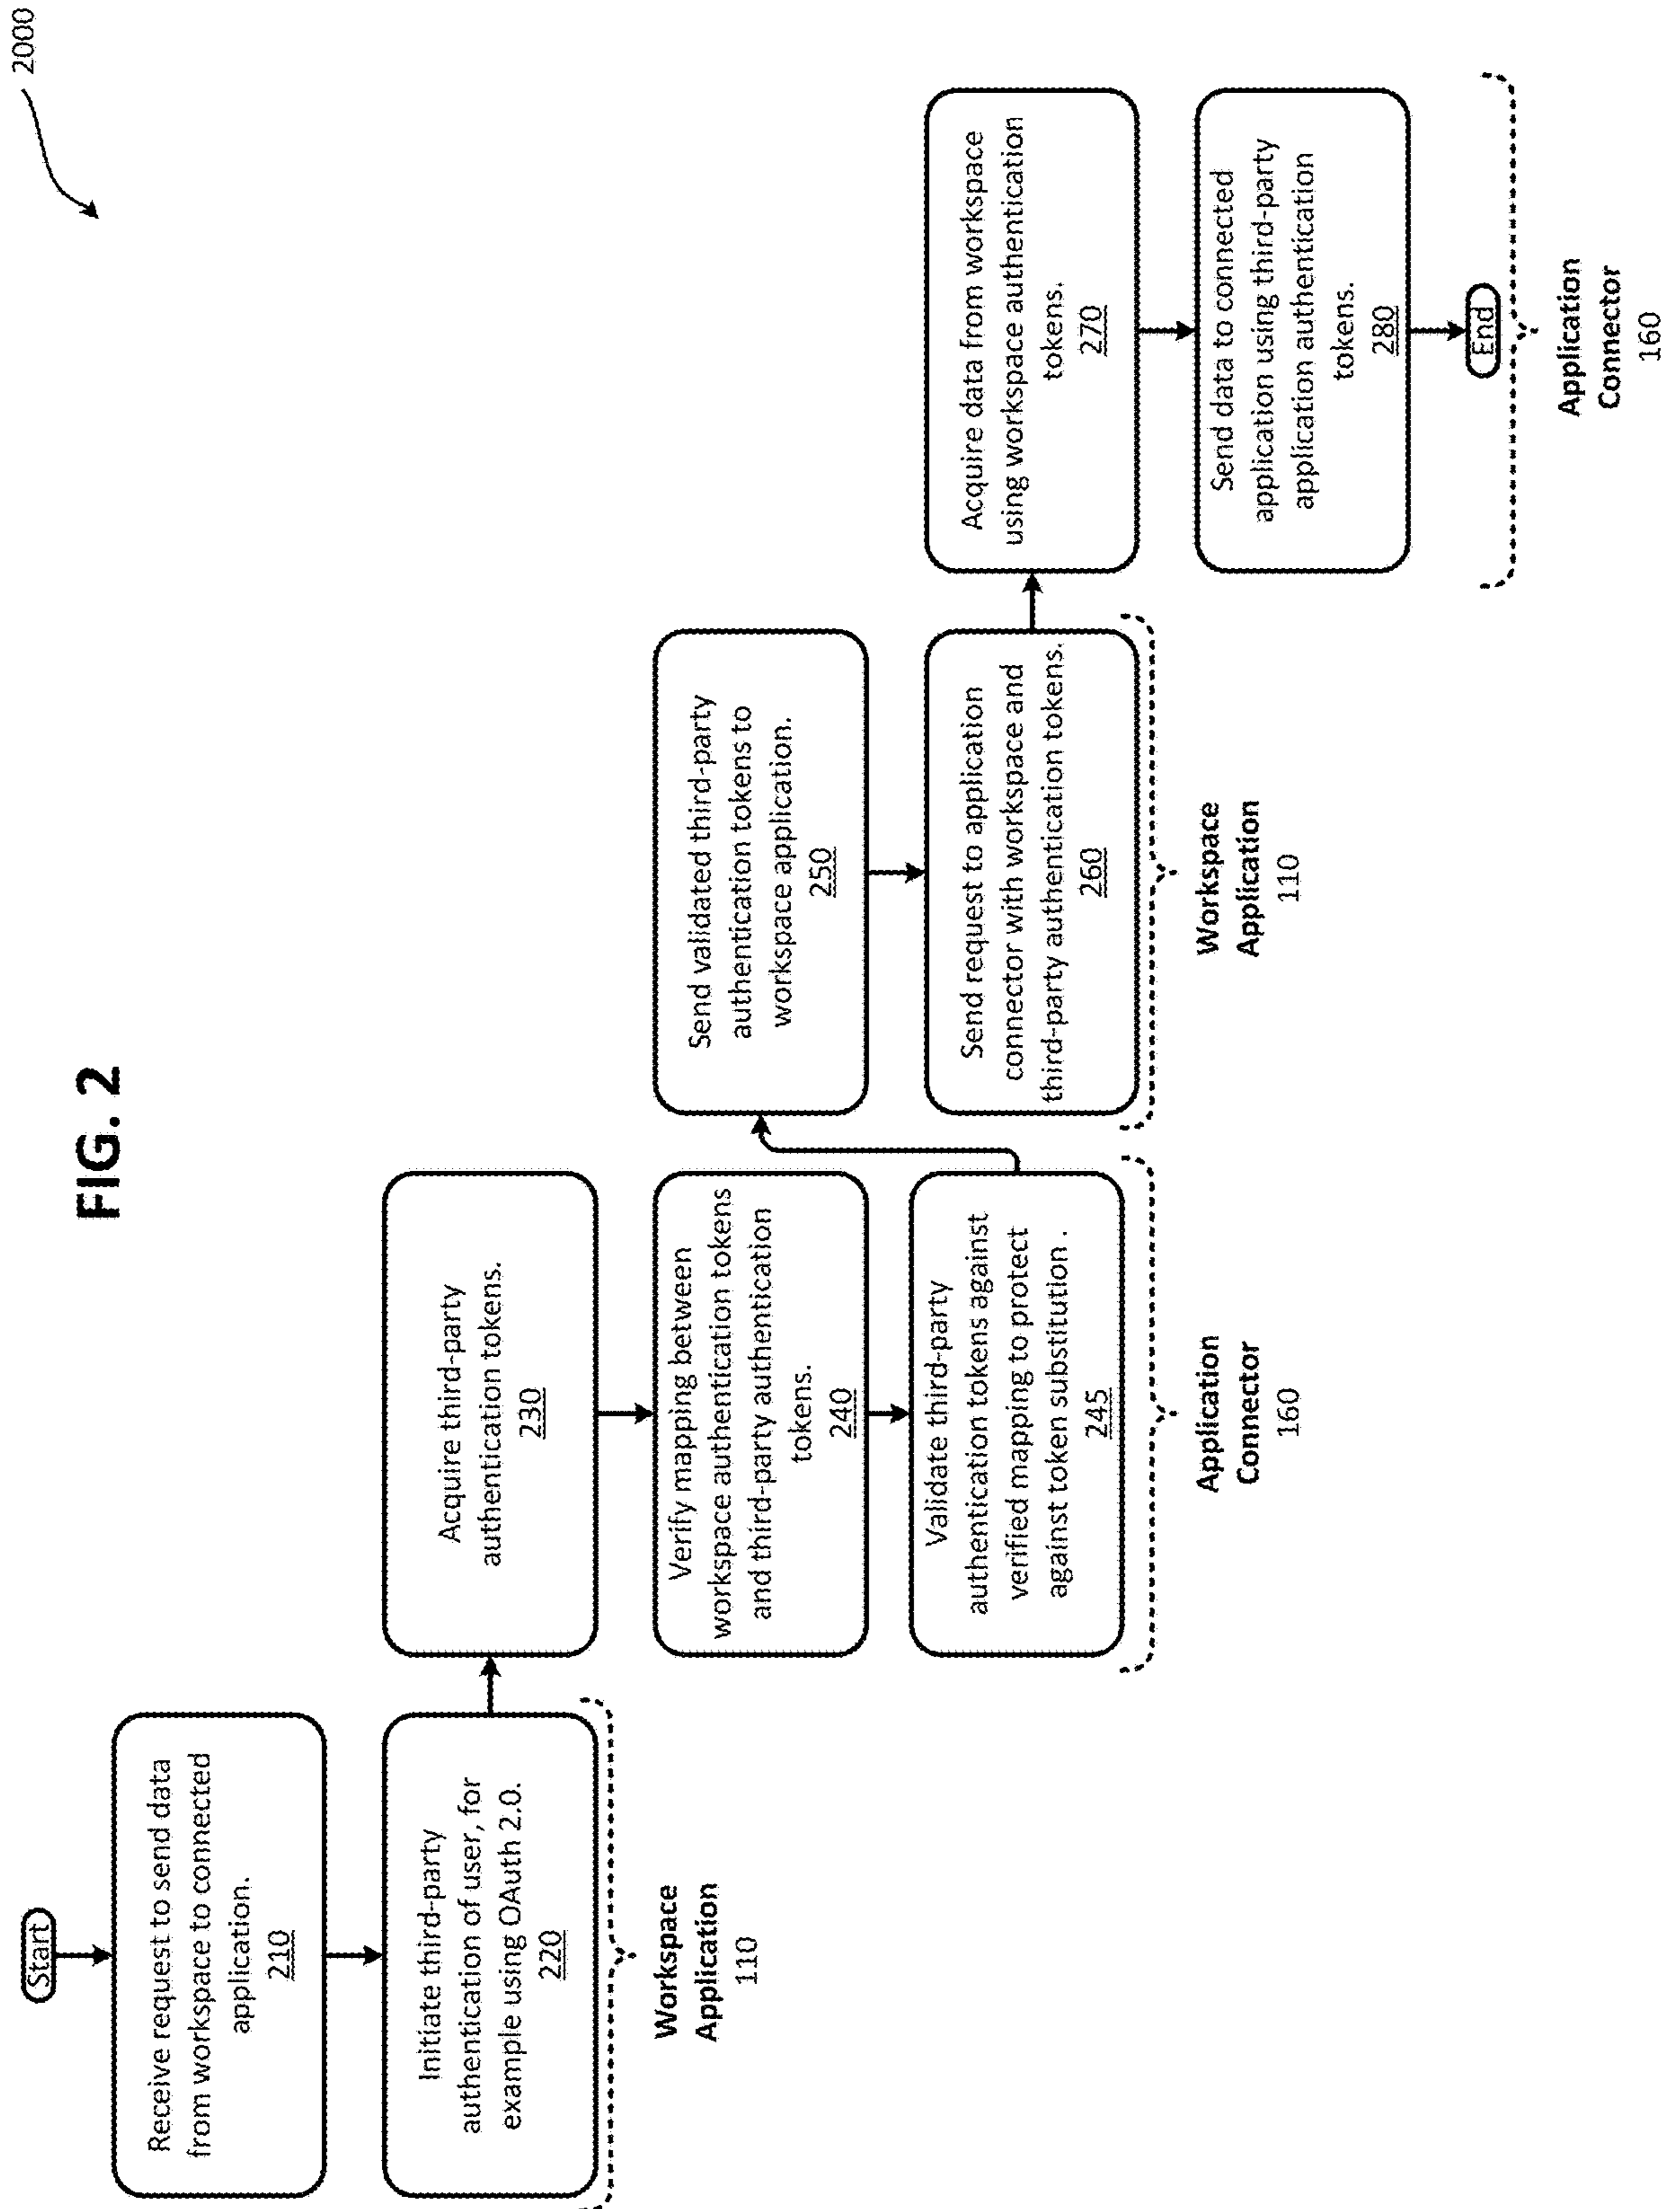 FIG. 2
2000
Start
Receive request to send data
from workspace to connected
application.
210
Initiate third-party
authentication of user, for
example using OAuth 2.0.
220
Workspace
Application
110
Acquire third-party
authentication tokens.
230
Verify mapping between
workspace authentication tokens
and third-party authentication
tokens.
240
Validate third-party
authentication tokens against
verified mapping to protect
against token substitution .
245
Application
Connector
160
Send validated third-party
authentication tokens to
workspace application.
250
Send request to application
connector with workspace and
third-party authentication tokens.
260
Workspace
Application
110
Acquire data from workspace
using workspace authentication
tokens.
270
Send data to connected
application using third-party
application authentication
tokens.
280
End
Application
Connector
160